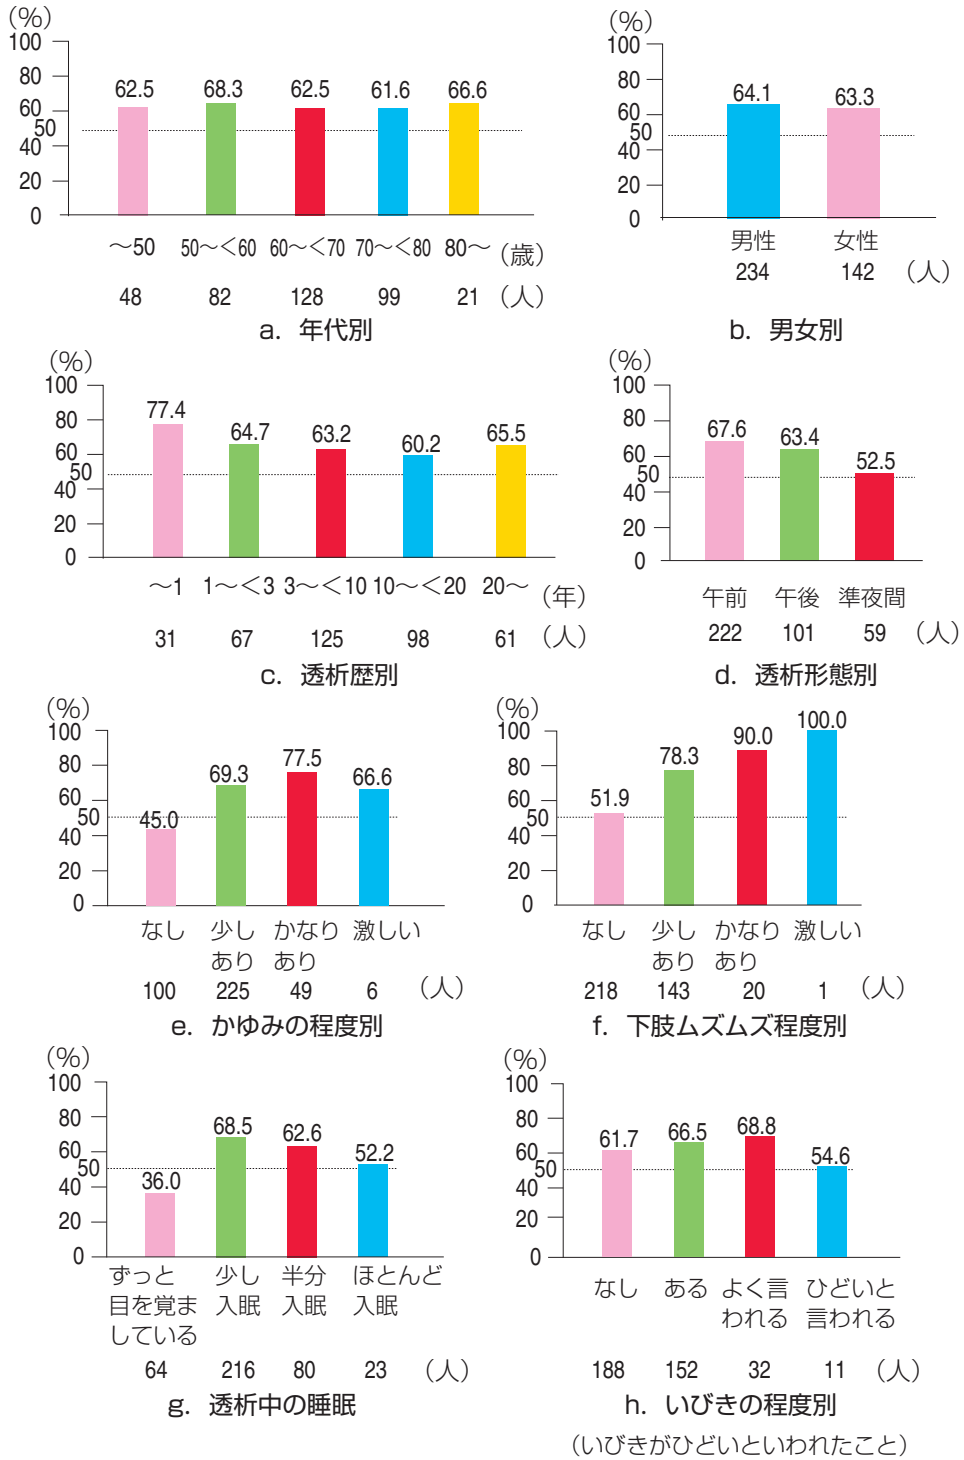 (%)
100
80
60
50
40
20
0
62.5 68.3 62.5 61.6 66.6
〜50 50〜<60 60〜<70 70〜<80 80〜 (歳)
48 82 128 99 21 (人)
a. 年代別
(%)
100
80
60
50
40
20
0
64.1 63.3
男性 女性
234 142 (人)
b. 男女別
(%)
100
80
60
50
40
20
0
77.4 64.7 63.2 60.2 65.5
〜1 1〜<3 3〜<10 10〜<20 20〜 (年)
31 67 125 98 61 (人)
c. 透析歴別
(%)
100
80
60
50
40
20
0
67.6 63.4 52.5
午前 午後 準夜間
222 101 59 (人)
d. 透析形態別
(%)
100
80
60
50
40
20
0
45.0 69.3 77.5 66.6
なし 少し かなり 激しい
あり あり
100 225 49 6 (人)
e. かゆみの程度別
(%)
100
80
60
50
40
20
0
51.9 78.3 90.0 100.0
なし 少し かなり 激しい
あり あり
218 143 20 1 (人)
f. 下肢ムズムズ程度別
(%)
100
80
60
50
40
20
0
36.0 68.5 62.6 52.2
ずっと 少し 半分 ほとんど
目を覚ま 入眠 入眠 入眠
している
64 216 80 23 (人)
g. 透析中の睡眠
(%)
100
80
60
50
40
20
0
61.7 66.5 68.8 54.6
なし ある よく言 ひどいと
われる 言われる
188 152 32 11 (人)
h. いびきの程度別
(いびきがひどいといわれたこと)